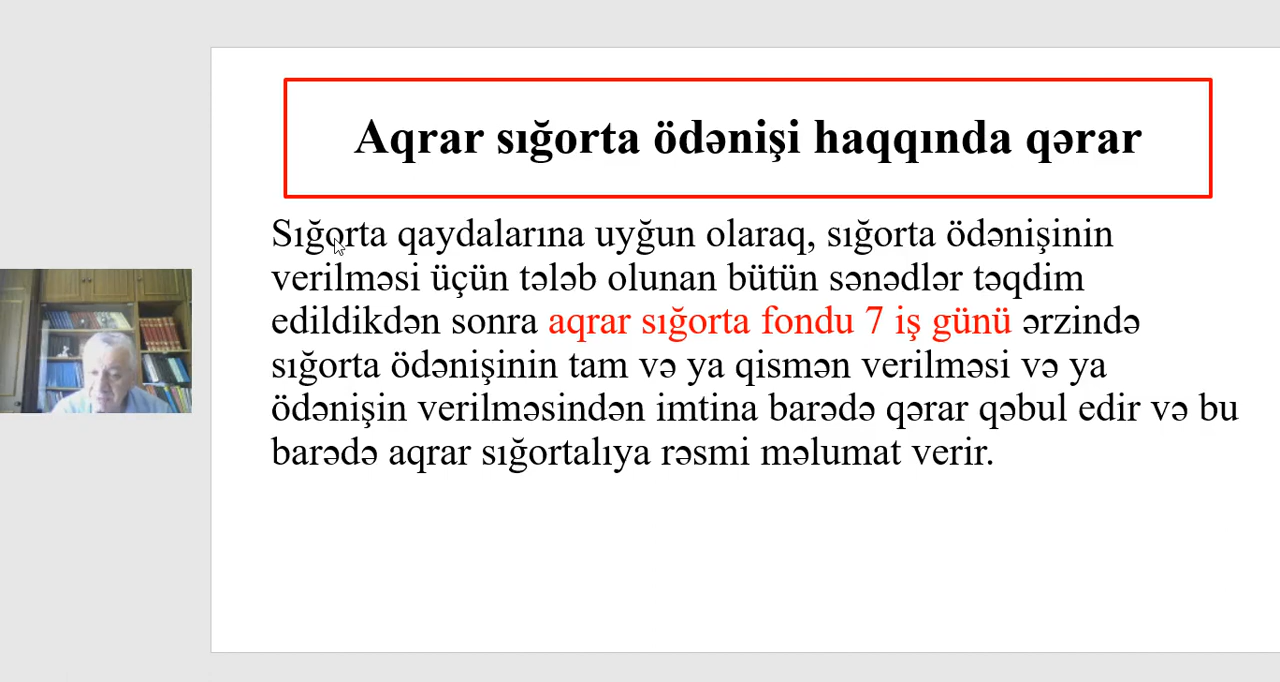 Aqrar sığorta ödənişi haqqında qərar
Sığorta qaydalarına uyğun olaraq, sığorta ödənişinin
verilməsi üçün tələb olunan bütün sənədlər təqdim
edildikdən sonra aqrar sığorta fondu 7 iş günü ərzində
sığorta ödənişinin tam və ya qismən verilməsi və ya
ödənişin verilməsindən imtina barədə qərar qəbul edir və bu
barədə aqrar sığortalıya rəsmi məlumat verir.